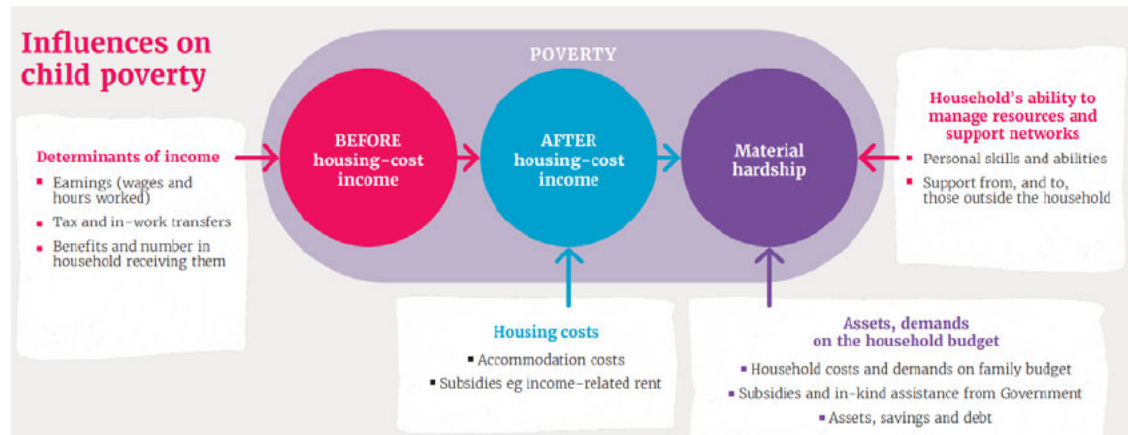 Influences on
child poverty
POVERTY
Determinants of income
▪ Earnings (wages and
hours worked)
▪ Tax and in-work transfers
▪ Benefits and number in
household receiving them
BEFORE
housing-cost
income
AFTER
housing-cost
income
Material
hardship
Household's ability to
manage resources and
support networks
▪ Personal skills and abilities
▪ Support from, and to,
those outside the household
Housing costs
▪ Accommodation costs
▪ Subsidies eg income-related rent
Assets, demands
on the household budget
▪ Household costs and demands on family budget
▪ Subsidies and in-kind assistance from Government
▪ Assets, savings and debt